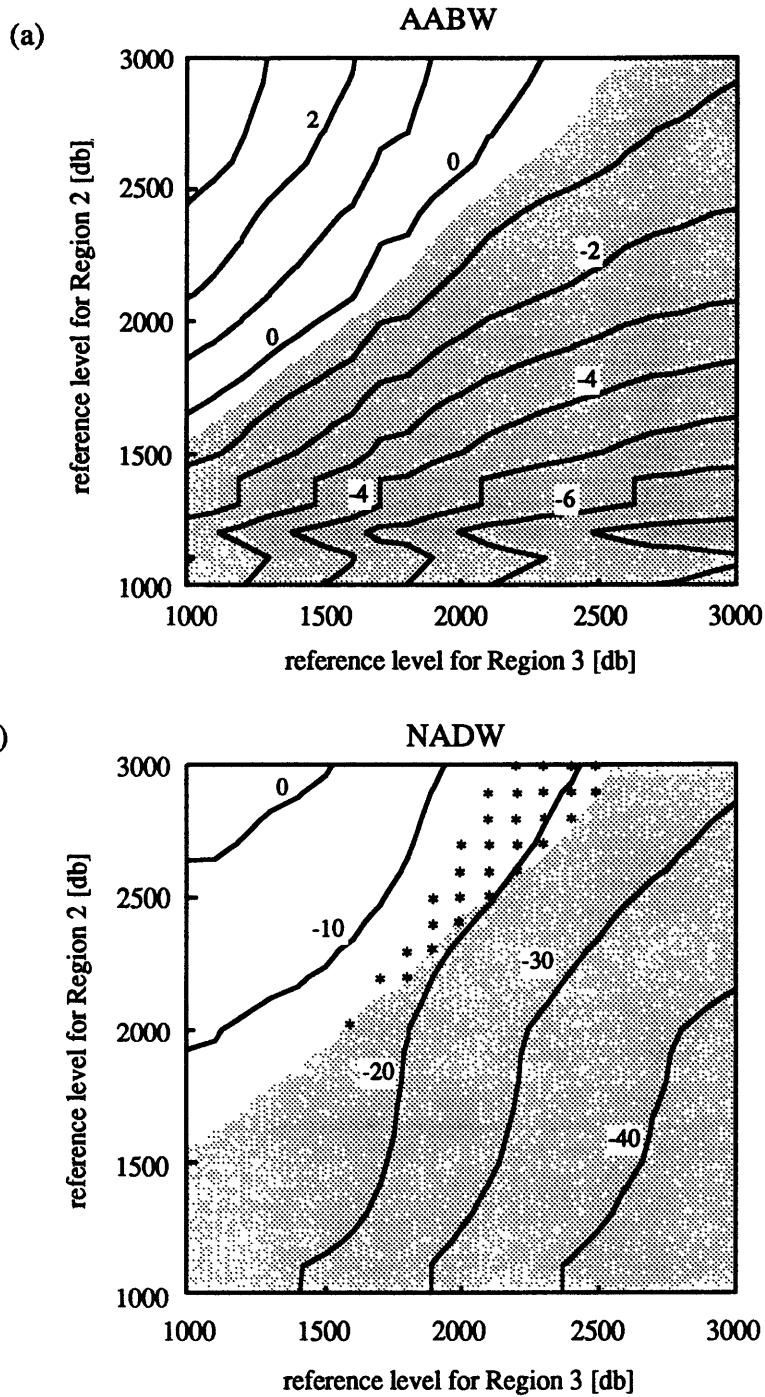 (a)
AABW
reference level for Region 2 [db]
3000
2500
2000
1500
1000
2
0
0
-2
-4
-4
-6
1000 1500 2000 2500 3000
reference level for Region 3 [db]
)
NADW
reference level for Region 2 [db]
3000
2500
2000
1500
1000
0
-10
-30
-20
-40
1000 1500 2000 2500 3000
reference level for Region 3 [db]